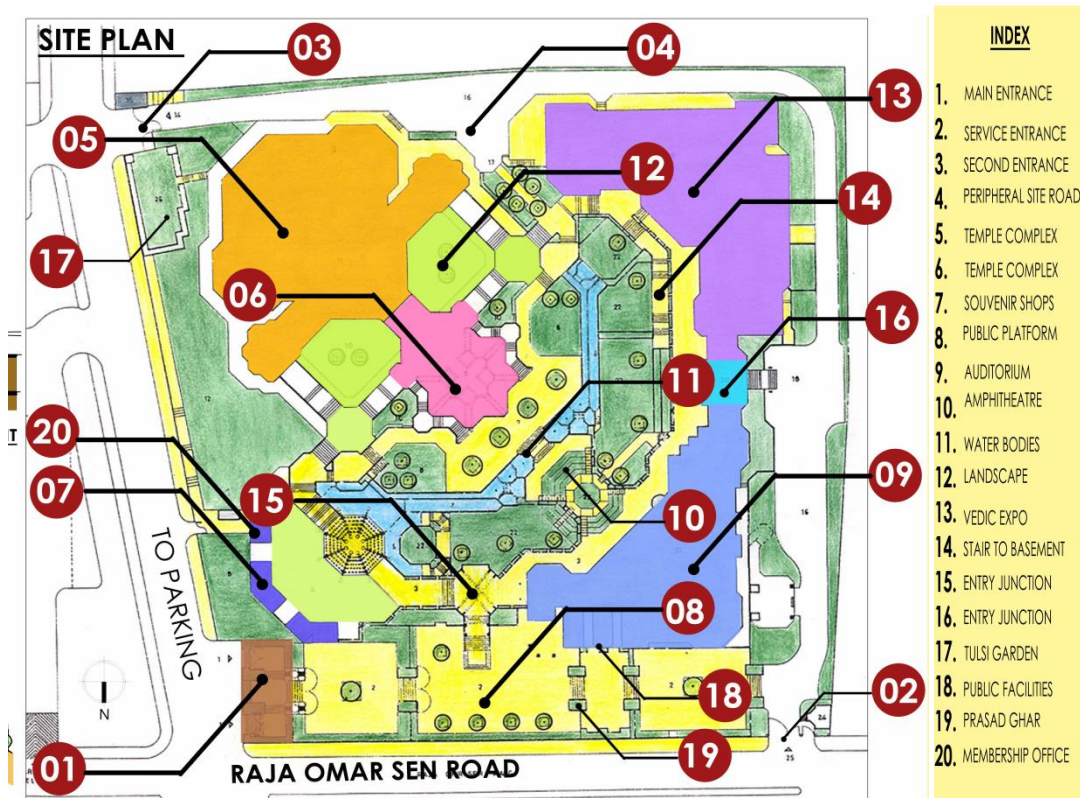 SITE PLAN
03
04
05
13
12
14
17
06
16
11
20
07
15
09
10
TO PARKING
08
N
18
02
01
19
RAJA OMAR SEN ROAD
INDEX
1. MAIN ENTRANCE
2. SERVICE ENTRANCE
3. SECOND ENTRANCE
4. PERIPHERAL SITE ROAD
5. TEMPLE COMPLEX
6. TEMPLE COMPLEX
7. SOUVENIR SHOPS
8. PUBLIC PLATFORM
9. AUDITORIUM
10. AMPHITHEATRE
11. WATER BODIES
12. LANDSCAPE
13. VEDIC EXPO
14. STAIR TO BASEMENT
15. ENTRY JUNCTION
16. ENTRY JUNCTION
17. TULSI GARDEN
18. PUBLIC FACILITIES
19. PRASAD GHAR
20. MEMBERSHIP OFFICE